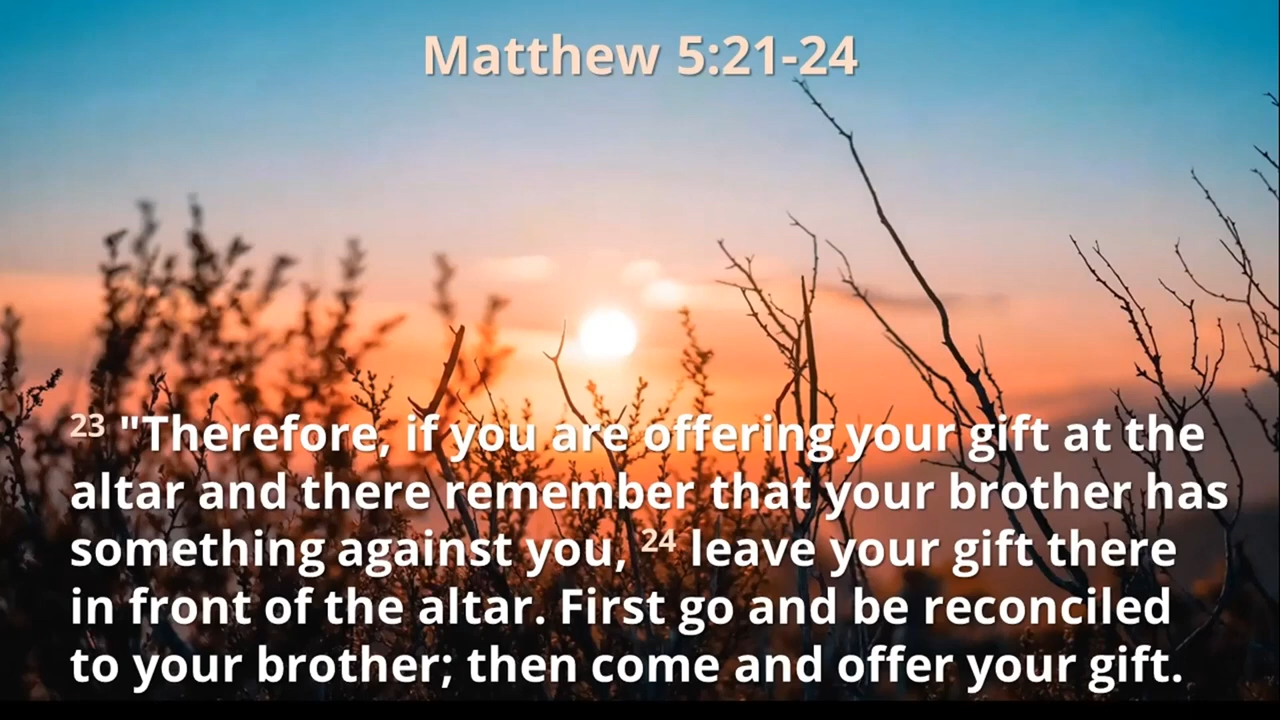 Matthew 5:21-24
23 "Therefore, if you are offering your gift at the
altar and there remember that your brother has
something against you, 24 leave your gift there
in front of the altar. First go and be reconciled
to your brother; then come and offer your gift.